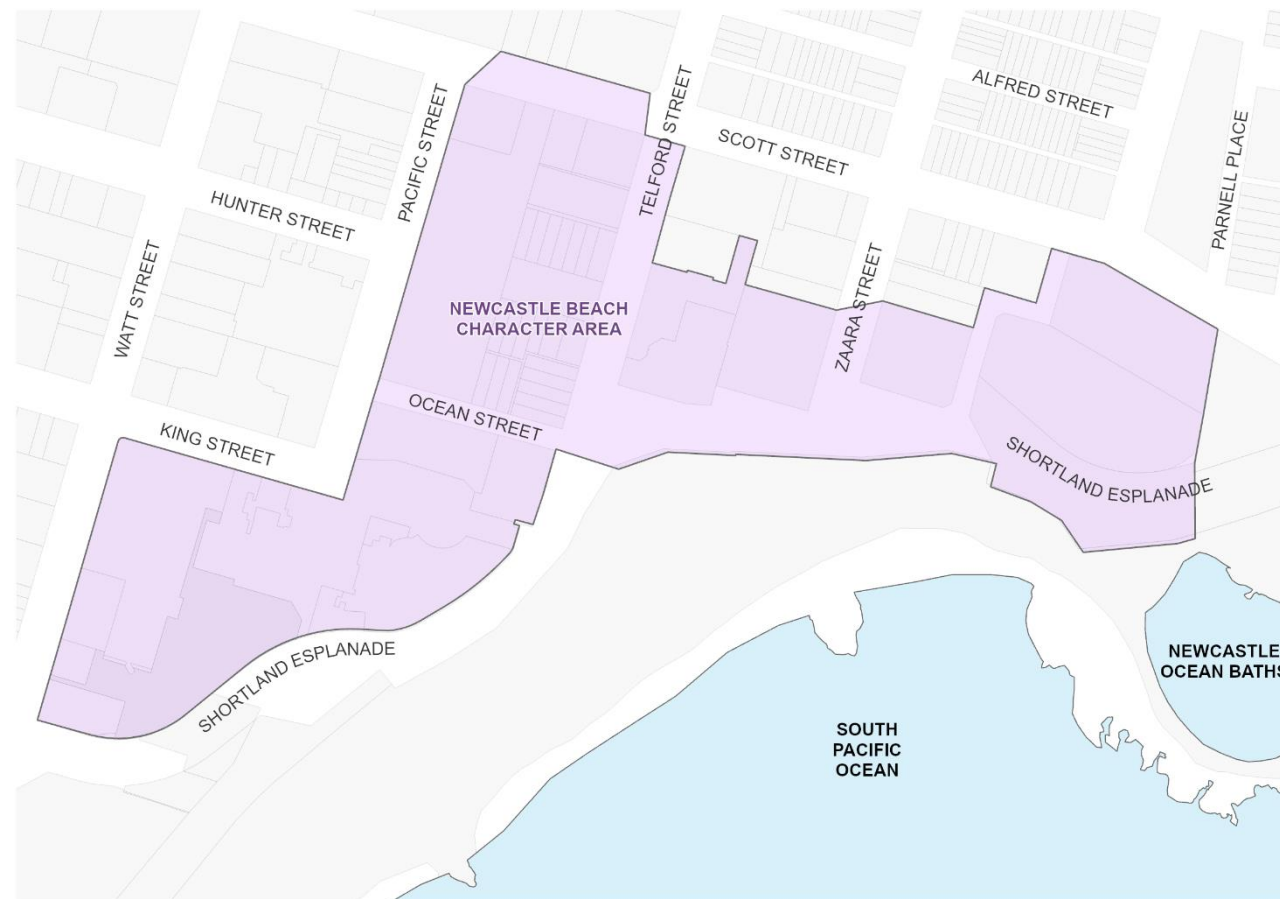 ALFRED STREET
SCOTT STREET
PACIFIC STREET
TELFORD STREET
PARNELL PLACE
HUNTER STREET
WATT STREET
NEWCASTLE BEACH
CHARACTER AREA
ZAARA STREET
OCEAN STREET
KING STREET
SHORTLAND ESPLANADE
SHORTLAND ESPLANADE
NEWCASTLE
OCEAN BATHS
SOUTH
PACIFIC
OCEAN